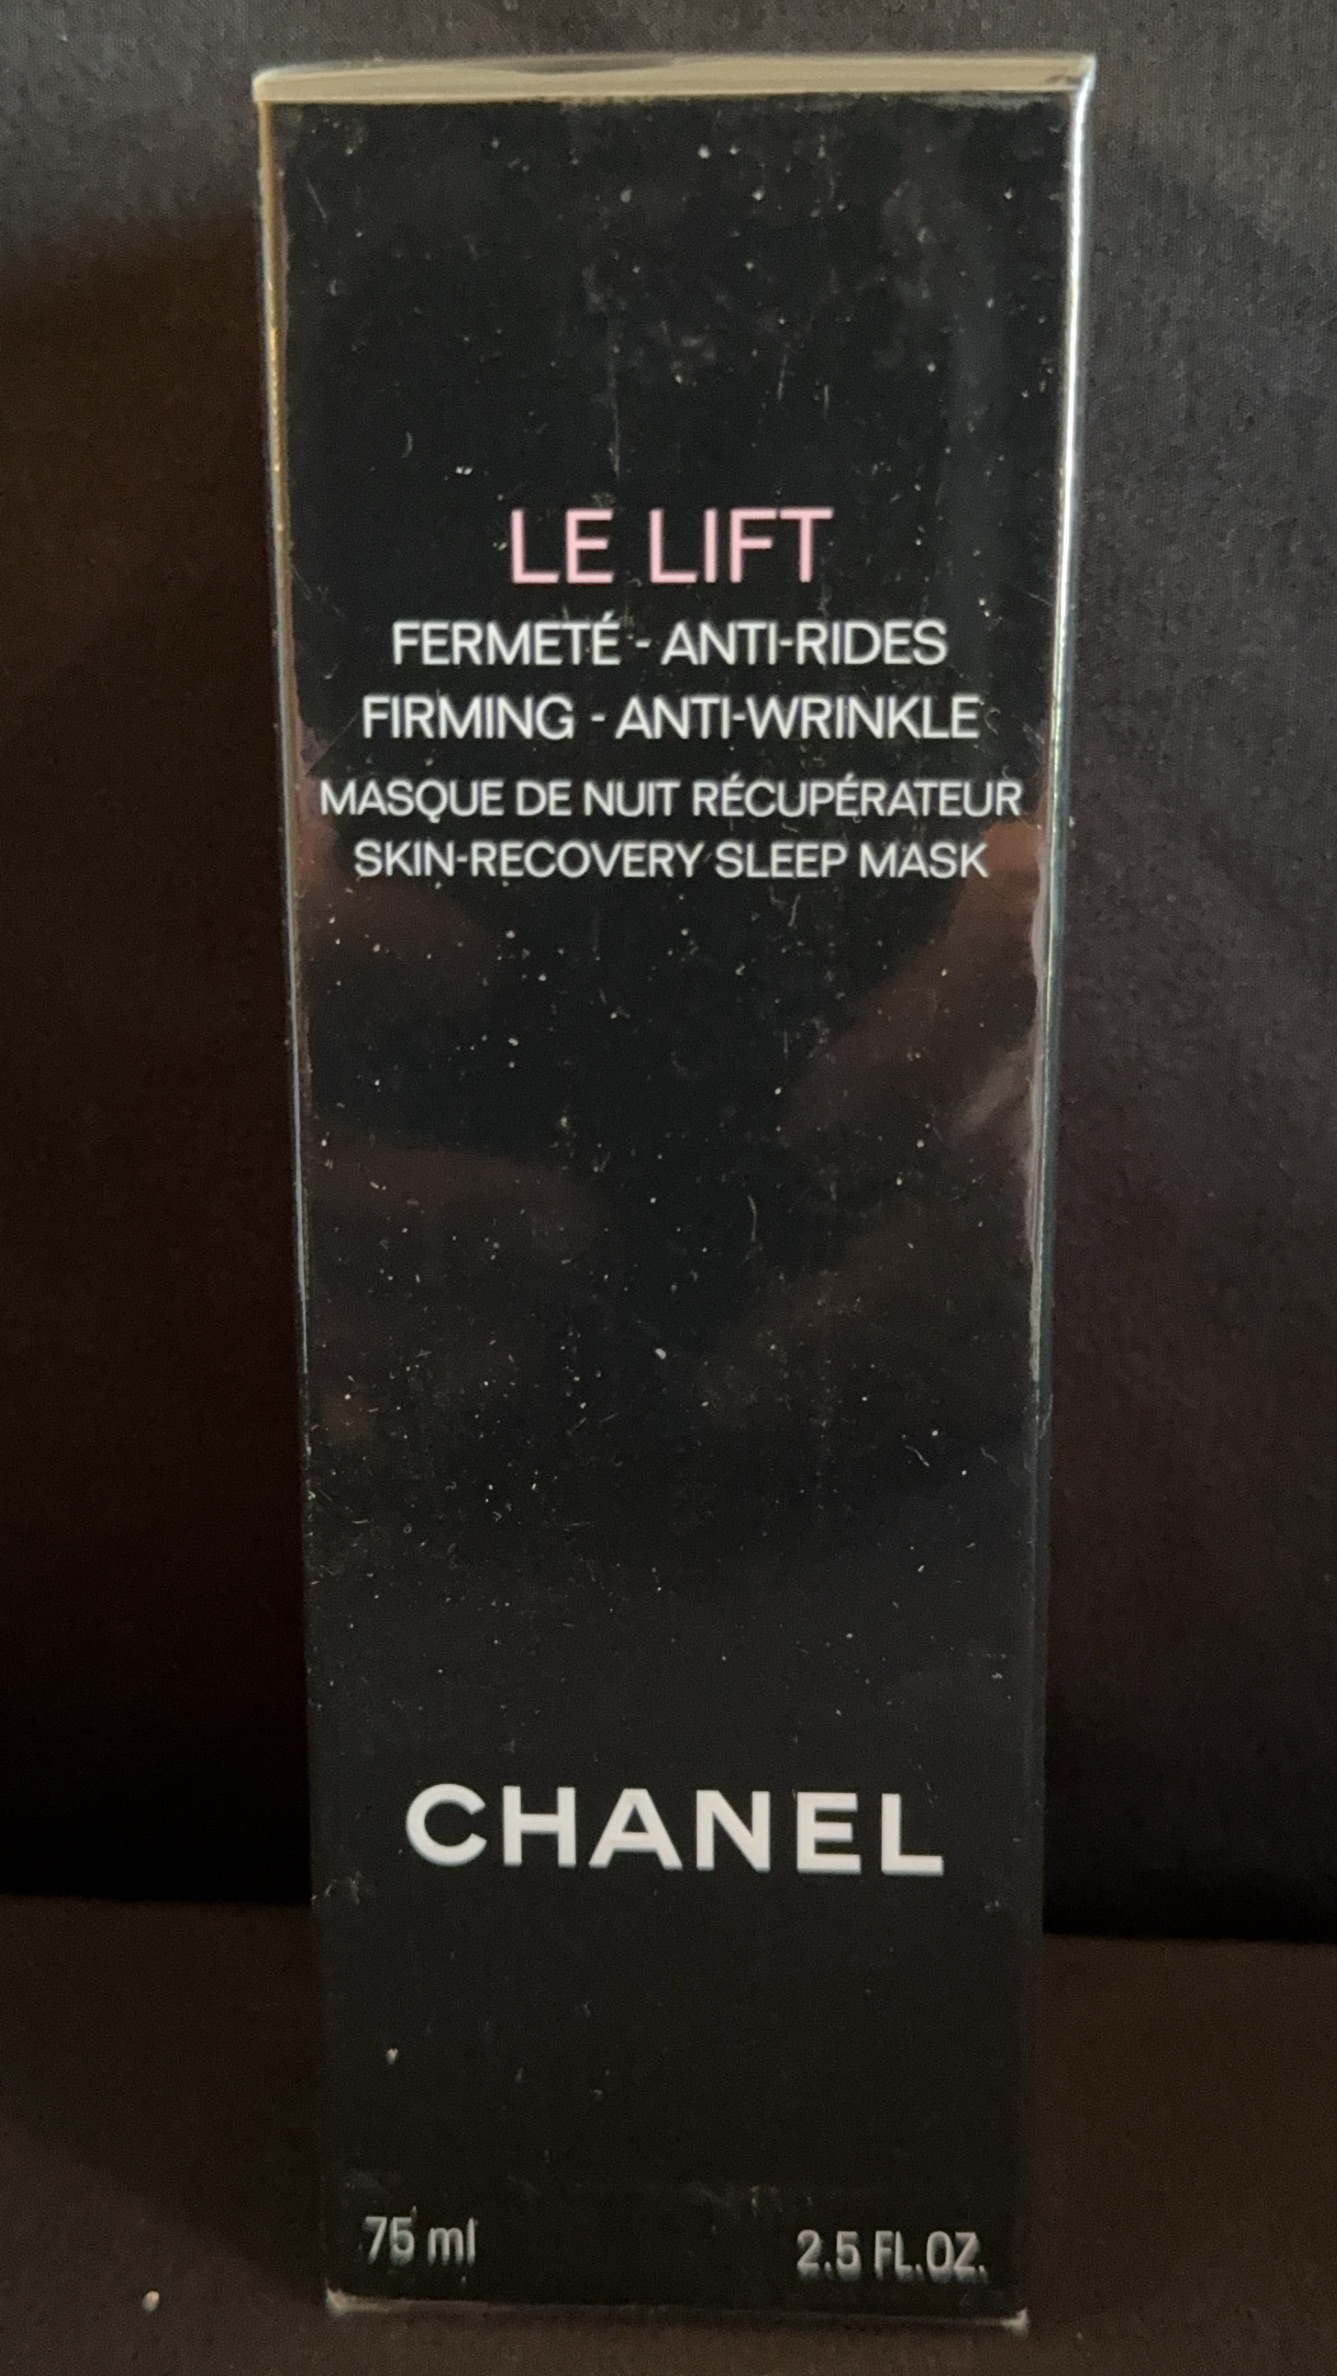 LE LIFT
FERMETÉ - ANTI-RIDES
FIRMING - ANTI-WRINKLE
MASQUE DE NUIT RÉCUPÉRATEUR
SKIN-RECOVERY SLEEP MASK
CHANEL
75 ml 2.5 FL.OZ.